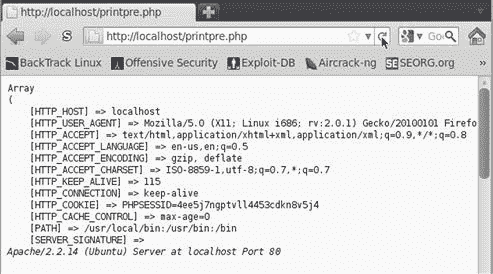 http://localhost/printpre.php
http://localhost/printpre.php
BackTrack Linux Offensive Security Exploit-DB Aircrack-ng SEORG.org
Array
(
[HTTP_HOST] => localhost
[HTTP_USER_AGENT] => Mozilla/5.0 (X11; Linux i686; rv:2.0.1) Gecko/20100101 Firefo
[HTTP_ACCEPT] => text/html,application/xhtml+xml,application/xml;q=0.9,*/*;q=0.8
[HTTP_ACCEPT_LANGUAGE] => en-us,en;q=0.5
[HTTP_ACCEPT_ENCODING] => gzip, deflate
[HTTP_ACCEPT_CHARSET] => ISO-8859-1,utf-8;q=0.7,*;q=0.7
[HTTP_KEEP_ALIVE] => 115
[HTTP_CONNECTION] => keep-alive
[HTTP_COOKIE] => PHPSESSID=4ee5j7ngptvll4453cdkn8v5j4
[HTTP_CACHE_CONTROL] => max-age=0
[PATH] => /usr/local/bin:/usr/bin:/bin
[SERVER_SIGNATURE] =>
Apache/2.2.14 (Ubuntu) Server at localhost Port 80